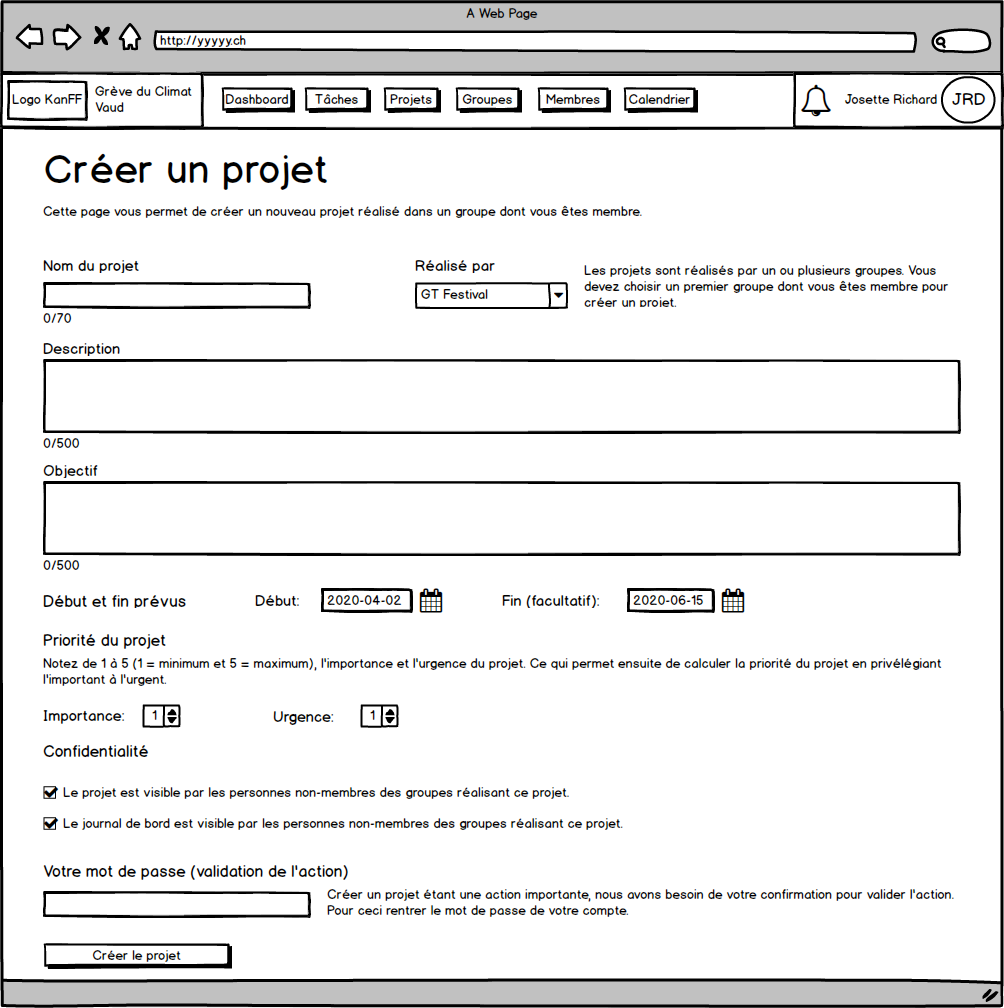 A Web Page
http://yyyyy.ch
Logo KanFF
Grève du Climat
Vaud
Dashboard
Tâches
Projets
Groupes
Membres
Calendrier
Josette Richard
JRD
Créer un projet
Cette page vous permet de créer un nouveau projet réalisé dans un groupe dont vous êtes membre.
Nom du projet
0/70
Réalisé par
GT Festival
Les projets sont réalisés par un ou plusieurs groupes. Vous
devez choisir un premier groupe dont vous êtes membre pour
créer un projet.
Description
0/500
Objectif
0/500
Début et fin prévus
Début:
2020-04-02
Fin (facultatif):
2020-06-15
Priorité du projet
Notez de 1 à 5 (1 = minimum et 5 = maximum), l'importance et l'urgence du projet. Ce qui permet ensuite de calculer la priorité du projet en privélégiant
l'important à l'urgent.
Importance:
1
Urgence:
1
Confidentialité
Le projet est visible par les personnes non-membres des groupes réalisant ce projet.
Le journal de bord est visible par les personnes non-membres des groupes réalisant ce projet.
Votre mot de passe (validation de l'action)
Créer un projet étant une action importante, nous avons besoin de votre confirmation pour valider l'action.
Pour ceci rentrer le mot de passe de votre compte.
Créer le projet